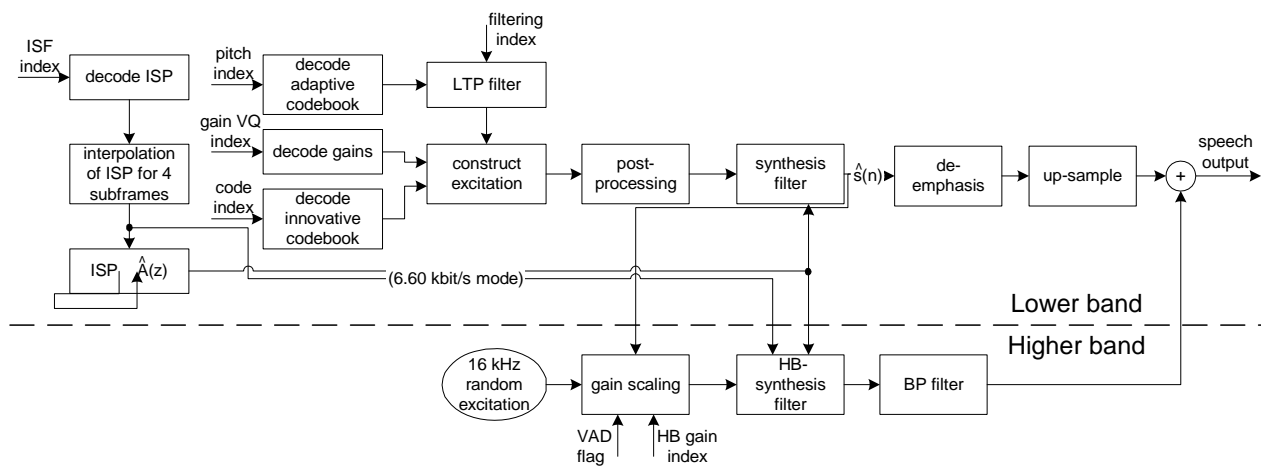 ISF
index
decode ISP
interpolation
of ISP for 4
subframes
ISP Â(z)
pitch
index
decode
adaptive
codebook
filtering
index
LTP filter
gain VQ
index
decode gains
code
index
decode
innovative
codebook
construct
excitation
post-
processing
synthesis
filter
ŝ(n)
de-
emphasis
up-sample
+
speech
output
(6.60 kbit/s mode)
Lower band
Higher band
16 kHz
random
excitation
gain scaling
VAD
flag
HB gain
index
HB-
synthesis
filter
BP filter